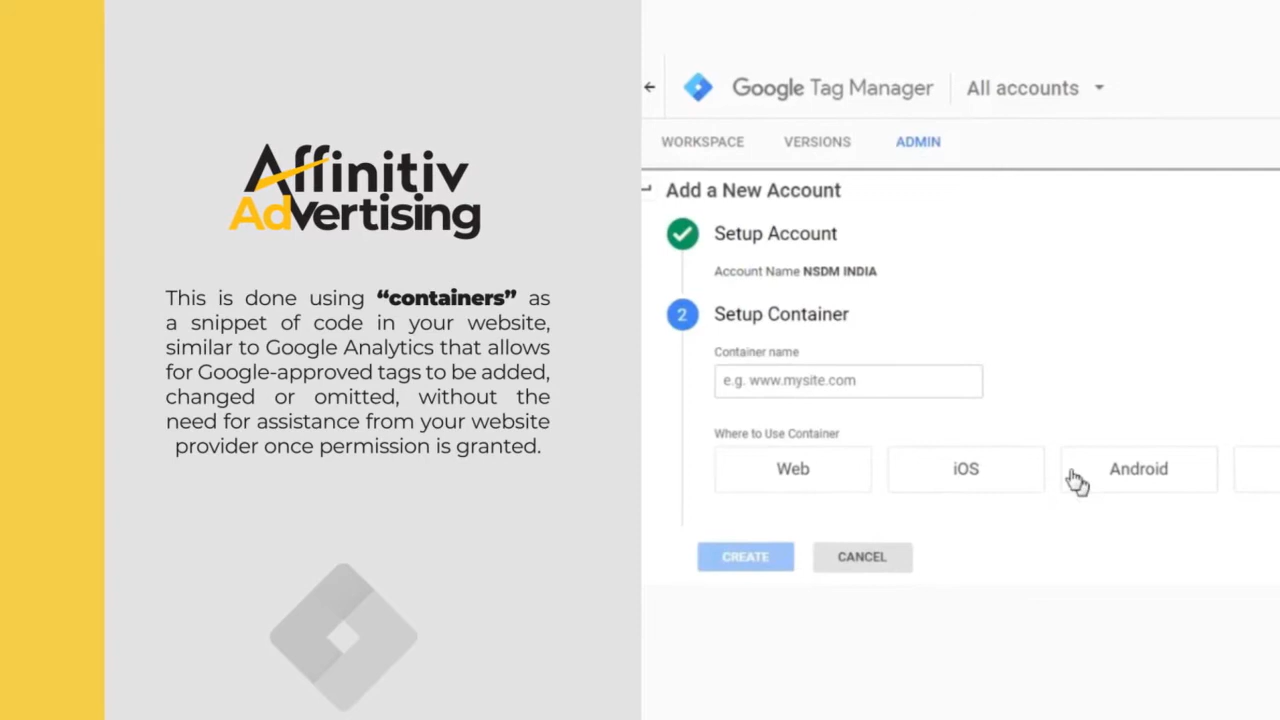 Affinitiv
AdVertising
This is done using “containers” as
a snippet of code in your website,
similar to Google Analytics that allows
for Google-approved tags to be added,
changed or omitted, without the
need for assistance from your website
provider once permission is granted.
Google Tag Manager
All accounts
WORKSPACE VERSIONS ADMIN
Add a New Account
Setup Account
Account Name NSDM INDIA
2 Setup Container
Container name
e.g. www.mysite.com
Where to Use Container
Web iOS Android
CREATE CANCEL